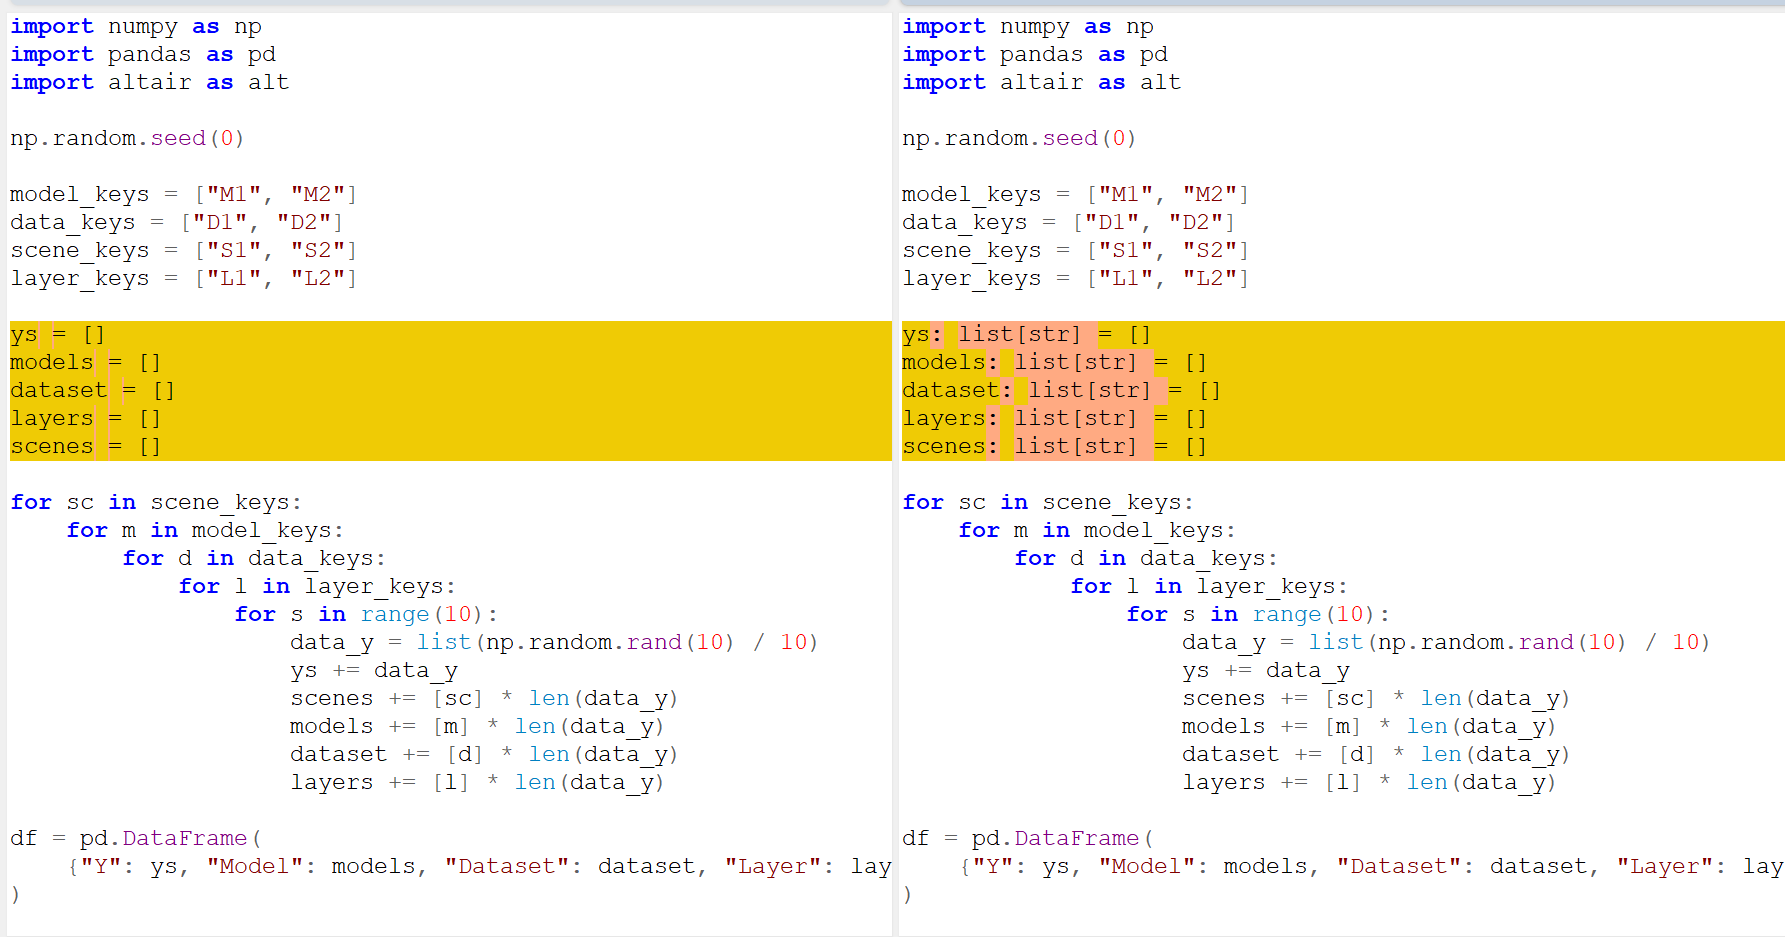 import numpy as np
import pandas as pd
import altair as alt

np.random.seed(0)

model_keys = ["M1", "M2"]
data_keys = ["D1", "D2"]
scene_keys = ["S1", "S2"]
layer_keys = ["L1", "L2"]

ys = []
models = []
dataset = []
layers = []
scenes = []

for sc in scene_keys:
    for m in model_keys:
        for d in data_keys:
            for l in layer_keys:
                for s in range(10):
                    data_y = list(np.random.rand(10) / 10)
                    ys += data_y
                    scenes += [sc] * len(data_y)
                    models += [m] * len(data_y)
                    dataset += [d] * len(data_y)
                    layers += [l] * len(data_y)

df = pd.DataFrame(
    {"Y": ys, "Model": models, "Dataset": dataset, "Layer": lay
)

import numpy as np
import pandas as pd
import altair as alt

np.random.seed(0)

model_keys = ["M1", "M2"]
data_keys = ["D1", "D2"]
scene_keys = ["S1", "S2"]
layer_keys = ["L1", "L2"]

ys: list[str] = []
models: list[str] = []
dataset: list[str] = []
layers: list[str] = []
scenes: list[str] = []

for sc in scene_keys:
    for m in model_keys:
        for d in data_keys:
            for l in layer_keys:
                for s in range(10):
                    data_y = list(np.random.rand(10) / 10)
                    ys += data_y
                    scenes += [sc] * len(data_y)
                    models += [m] * len(data_y)
                    dataset += [d] * len(data_y)
                    layers += [l] * len(data_y)

df = pd.DataFrame(
    {"Y": ys, "Model": models, "Dataset": dataset, "Layer": lay
)